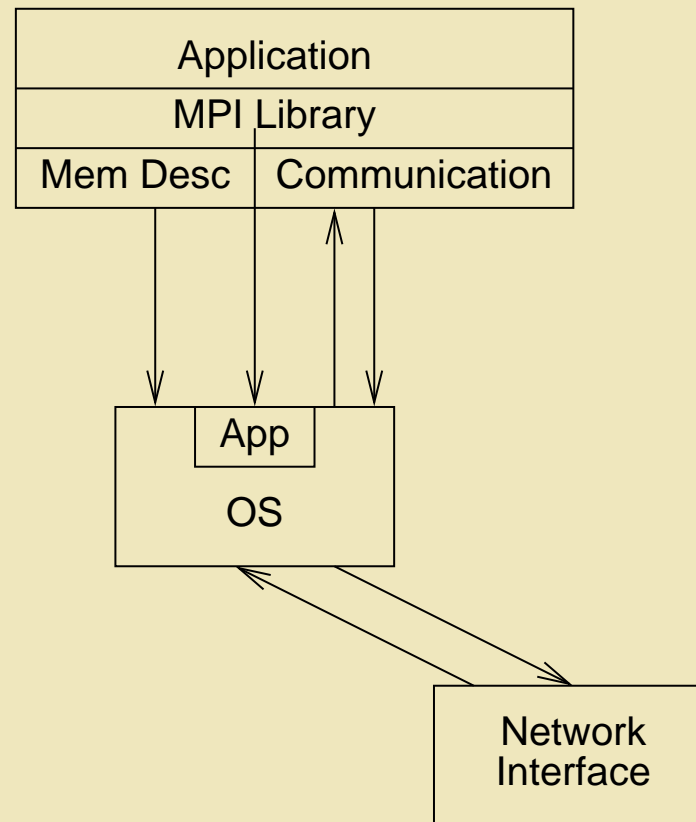 Application
MPI Library
Mem Desc
Communication
App
OS
Network
Interface